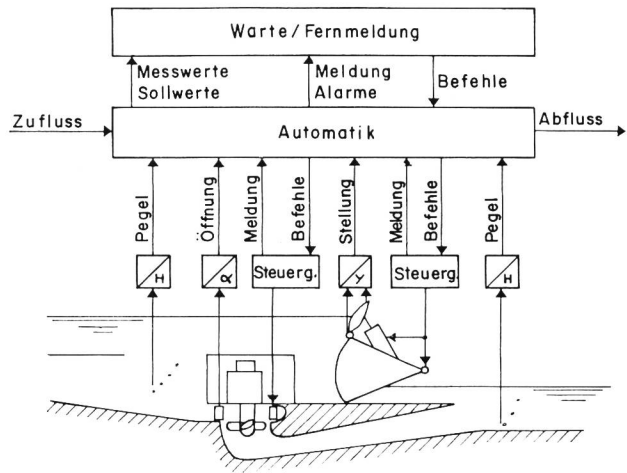 Warte/Fernmeldung
Messwerte
Sollwerte
Meldung
Alarme
Befehle
Zufluss
Automatik
Abfluss
Pegel
Öffnung
Meldung
Befehle
Stellung
Meldung
Befehle
Pegel
H
α
Steuerg.
Y
Steuerg.
H